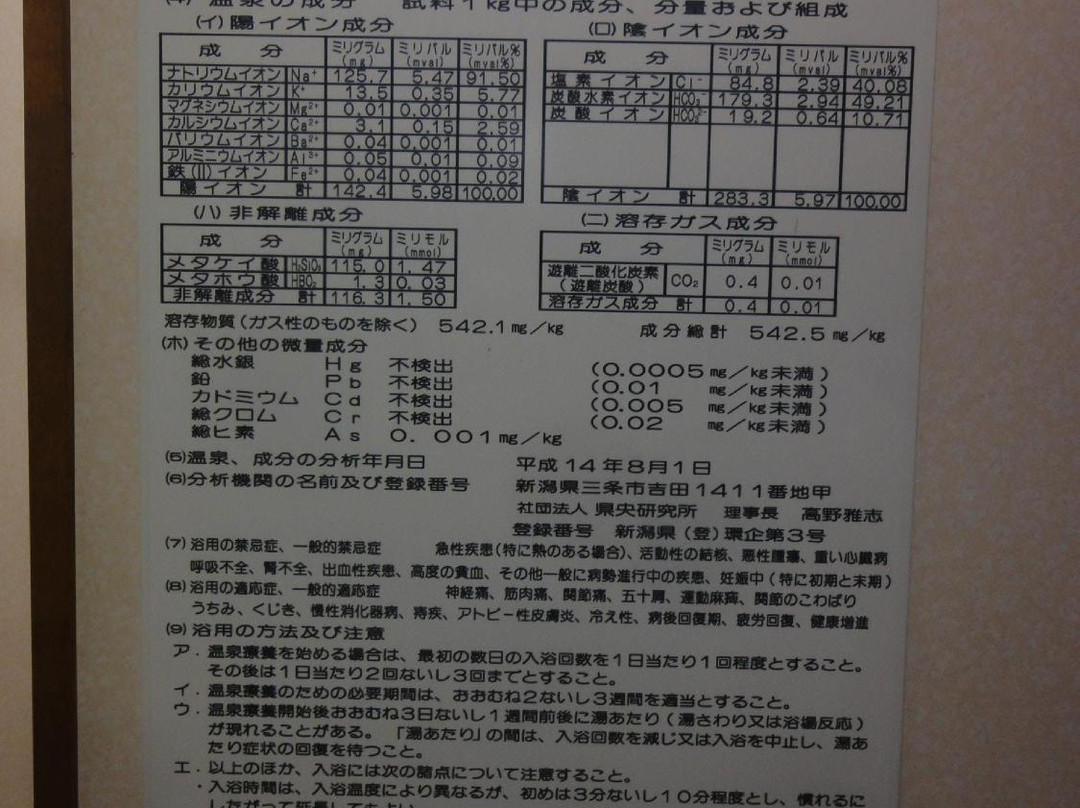 (4) 温泉の成分 試料1kg中の成分、分量および組成
(イ) 陽イオン成分
成分 ミリグラム(mg) ミリバル(mval) ミリバル%(mval%)
ナトリウムイオン Na⁺ 125.7 5.47 91.50
カリウムイオン K⁺ 13.5 0.35 5.77
マグネシウムイオン Mg²⁺ 0.01 0.001 0.01
カルシウムイオン Ca²⁺ 3.1 0.15 2.59
バリウムイオン Ba²⁺ 0.04 0.001 0.01
アルミニウムイオン Al³⁺ 0.05 0.01 0.09
鉄(II)イオン Fe²⁺ 0.04 0.001 0.02
陽イオン 計 142.4 5.98 100.00
(ロ) 陰イオン成分
成分 ミリグラム(mg) ミリバル(mval) ミリバル%(mval%)
塩素イオン Cl⁻ 84.8 2.39 40.08
炭酸水素イオン HCO₃⁻ 179.3 2.94 49.21
炭酸イオン 19.2 0.64 10.71
陰イオン 計 283.3 5.97 100.00
(ハ) 非解離成分
成分 ミリグラム(mg) ミリモル(mmol)
メタケイ酸 H₂SiO₃ 115.0 1.47
メタホウ酸 HBO₂ 1.3 0.03
非解離成分 計 116.3 1.50
(ニ) 溶存ガス成分
成分 ミリグラム(mg) ミリモル(mmol)
遊離二酸化炭素(遊離炭酸) CO₂ 0.4 0.01
溶存ガス成分 計 0.4 0.01
溶存物質(ガス性のものを除く) 542.1mg/kg 成分総計 542.5mg/kg
(ホ) その他の微量成分
総水銀 Hg 不検出 (0.0005mg/kg未満)
鉛 Pb 不検出 (0.01 mg/kg未満)
カドミウム Cd 不検出 (0.005 mg/kg未満)
総クロム Cr 不検出 (0.02 mg/kg未満)
総ヒ素 As 0.001mg/kg
(5)温泉、成分の分析年月日 平成14年8月1日
(6)分析機関の名前及び登録番号 新潟県三条市吉田1411番地甲
社団法人 県央研究所 理事長 高野雅志
登録番号 新潟県(登)環企第3号
(7)浴用の禁忌症、一般的禁忌症 急性疾患(特に熱のある場合)、活動性の結核、悪性腫瘍、重い心臓病
呼吸不全、腎不全、出血性疾患、高度の貧血、その他一般に病勢進行中の疾患、妊娠中(特に初期と末期)
(8)浴用の適応症、一般的適応症 神経痛、筋肉痛、関節痛、五十肩、運動麻痺、関節のこわばり
うちみ、くじき、慢性消化器病、痔疾、アトピー性皮膚炎、冷え性、病後回復期、疲労回復、健康増進
(9)浴用の方法及び注意
ア.温泉療養を始める場合は、最初の数日の入浴回数を1日当たり1回程度とすること。
その後は1日当たり2回ないし3回までとすること。
イ.温泉療養のための必要期間は、おおむね2ないし3週間を適当とすること。
ウ.温泉療養開始後おおむね3日ないし1週間前後に湯あたり(湯さわり又は浴場反応)
が現れることがある。「湯あたり」の間は、入浴回数を減じ又は入浴を中止し、湯あ
たり症状の回復を待つこと。
エ.以上のほか、入浴には次の諸点について注意すること。
・入浴時間は、入浴温度により異なるが、初めは3分ないし10分程度とし、慣れるに
したがって延長してもよい